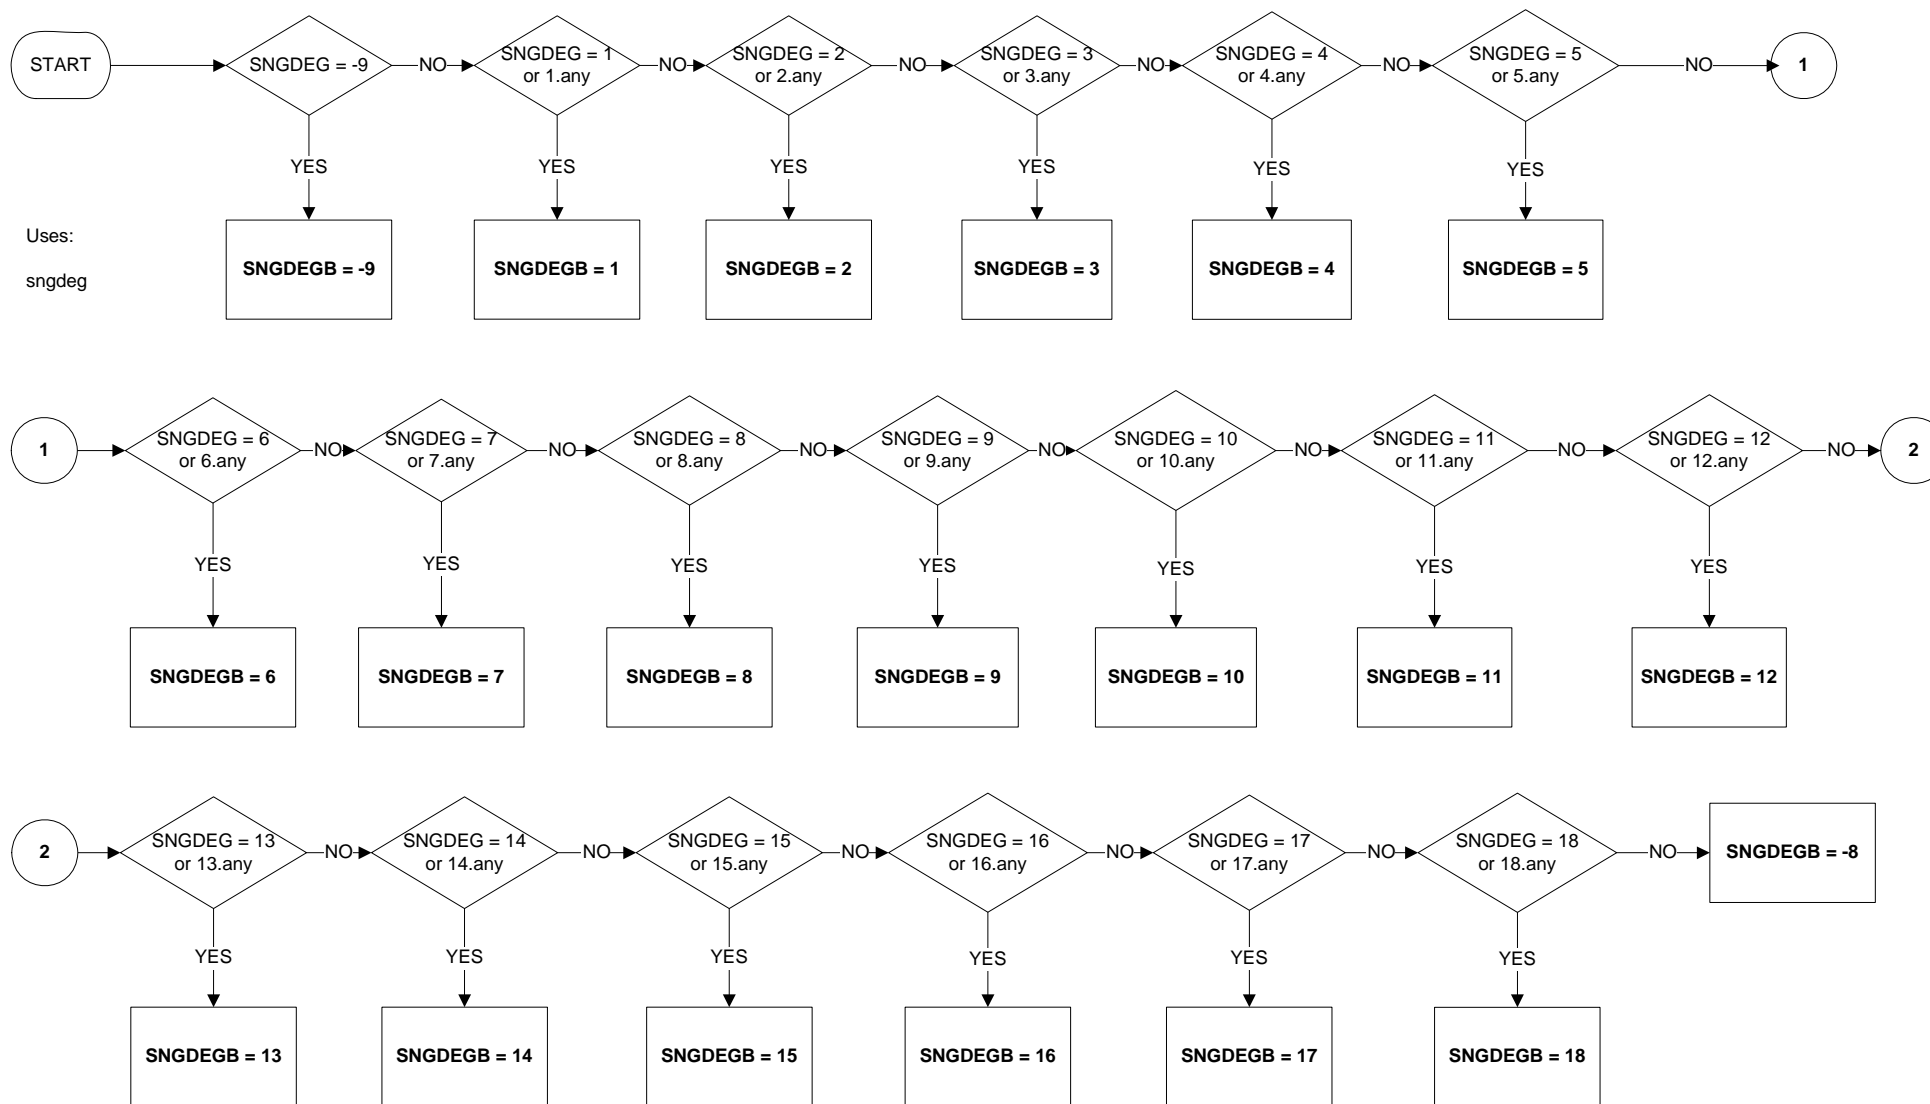 START
SNGDEG = -9
NO
SNGDEG = 1
or 1.any
NO
SNGDEG = 2
or 2.any
NO
SNGDEG = 3
or 3.any
NO
SNGDEG = 4
or 4.any
NO
SNGDEG = 5
or 5.any
NO
1
YES
YES
YES
YES
YES
YES
Uses:
sngdeg
SNGDEGB = -9
SNGDEGB = 1
SNGDEGB = 2
SNGDEGB = 3
SNGDEGB = 4
SNGDEGB = 5
1
SNGDEG = 6
or 6.any
NO
SNGDEG = 7
or 7.any
NO
SNGDEG = 8
or 8.any
NO
SNGDEG = 9
or 9.any
NO
SNGDEG = 10
or 10.any
NO
SNGDEG = 11
or 11.any
NO
SNGDEG = 12
or 12.any
NO
2
YES
YES
YES
YES
YES
YES
YES
SNGDEGB = 6
SNGDEGB = 7
SNGDEGB = 8
SNGDEGB = 9
SNGDEGB = 10
SNGDEGB = 11
SNGDEGB = 12
2
SNGDEG = 13
or 13.any
NO
SNGDEG = 14
or 14.any
NO
SNGDEG = 15
or 15.any
NO
SNGDEG = 16
or 16.any
NO
SNGDEG = 17
or 17.any
NO
SNGDEG = 18
or 18.any
NO
SNGDEGB = -8
YES
YES
YES
YES
YES
YES
SNGDEGB = 13
SNGDEGB = 14
SNGDEGB = 15
SNGDEGB = 16
SNGDEGB = 17
SNGDEGB = 18